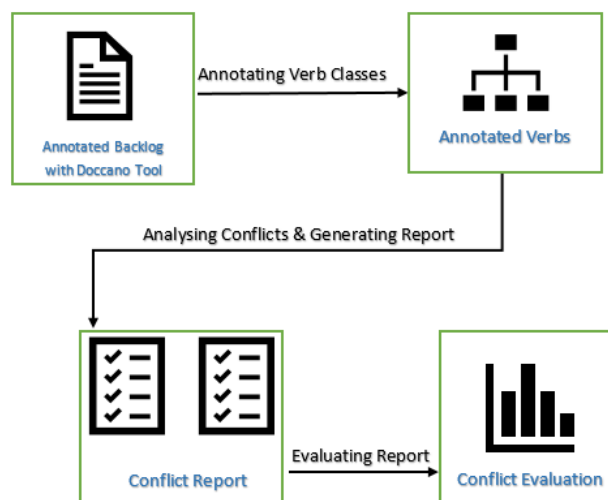 Annotating Verb Classes
Annotated Backlog
with Doccano Tool
Annotated Verbs
Analysing Conflicts & Generating Report
Evaluating Report
Conflict Report
Conflict Evaluation